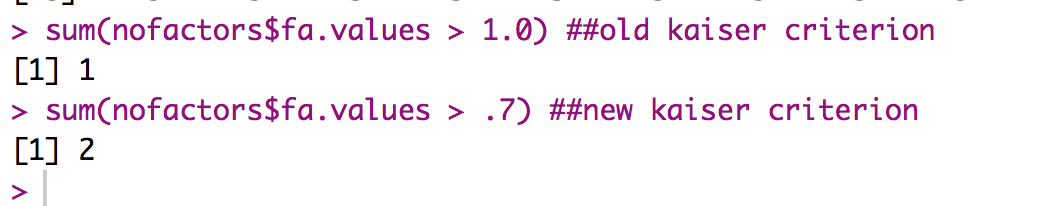 > sum(nofactors$fa.values > 1.0) ##old kaiser criterion
[1] 1
> sum(nofactors$fa.values > .7) ##new kaiser criterion
[1] 2
>